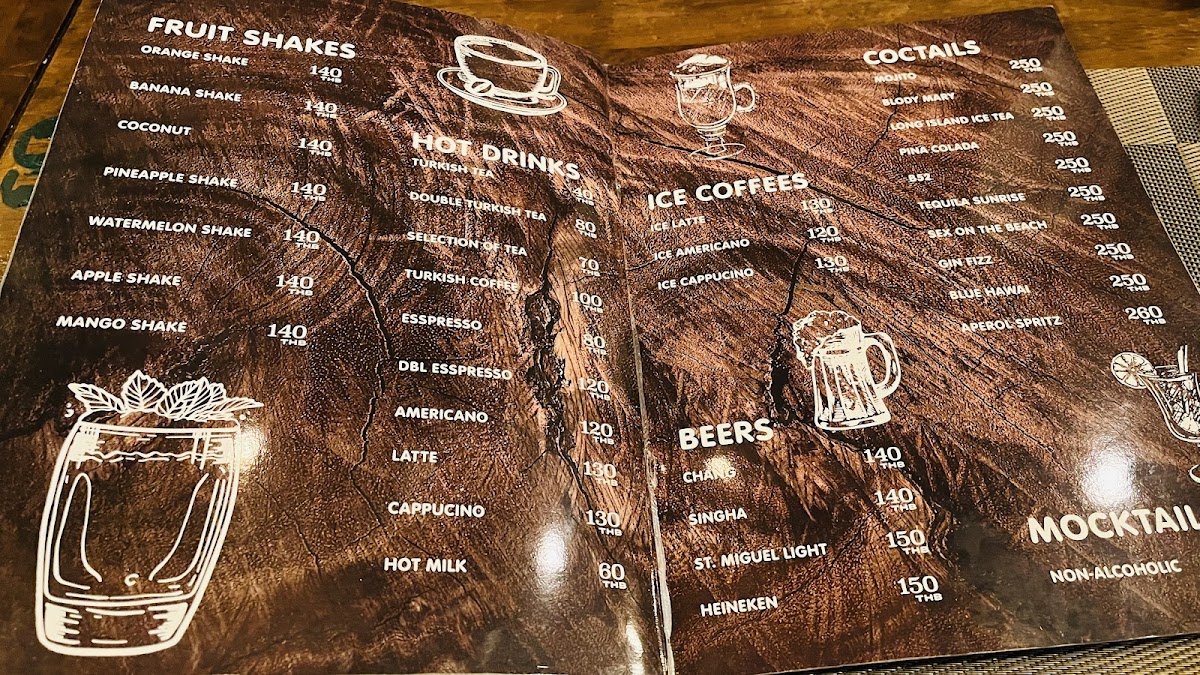 FRUIT SHAKES
ORANGE SHAKE 140 THB
BANANA SHAKE 140 THB
COCONUT 140 THB
PINEAPPLE SHAKE 140 THB
WATERMELON SHAKE 140 THB
APPLE SHAKE 140 THB
MANGO SHAKE 140 THB
HOT DRINKS
TURKISH TEA 40 THB
DOUBLE TURKISH TEA 80 THB
SELECTION OF TEA 70 THB
TURKISH COFFEE 100 THB
ESSPRESSO 80 THB
DBL ESSPRESSO 120 THB
AMERICANO 120 THB
LATTE 130 THB
CAPPUCINO 130 THB
HOT MILK 60 THB
ICE COFFEES
ICE LATTE 130 THB
ICE AMERICANO 120 THB
ICE CAPPUCINO 130 THB
BEERS
CHANG 140 THB
SINGHA 140 THB
ST. MIGUEL LIGHT 150 THB
HEINEKEN 150 THB
COCTAILS
MOJITO 250 THB
BLODY MARY 250 THB
LONG ISLAND ICE TEA 250 THB
PINA COLADA 250 THB
B52 250 THB
TEQUILA SUNRISE 250 THB
SEX ON THE BEACH 250 THB
GIN FIZZ 250 THB
BLUE HAWAI 250 THB
APEROL SPRITZ 260 THB
MOCKTAIL
NON-ALCOHOLIC